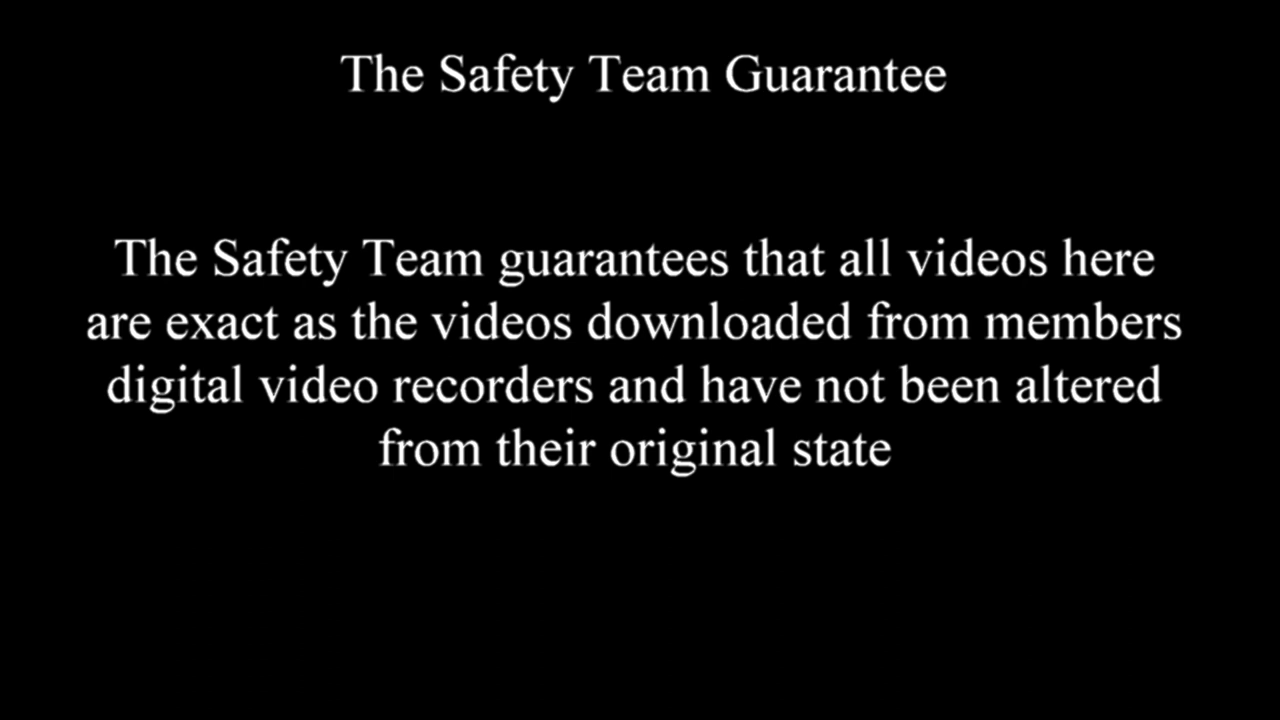 The Safety Team Guarantee
The Safety Team guarantees that all videos here
are exact as the videos downloaded from members
digital video recorders and have not been altered
from their original state